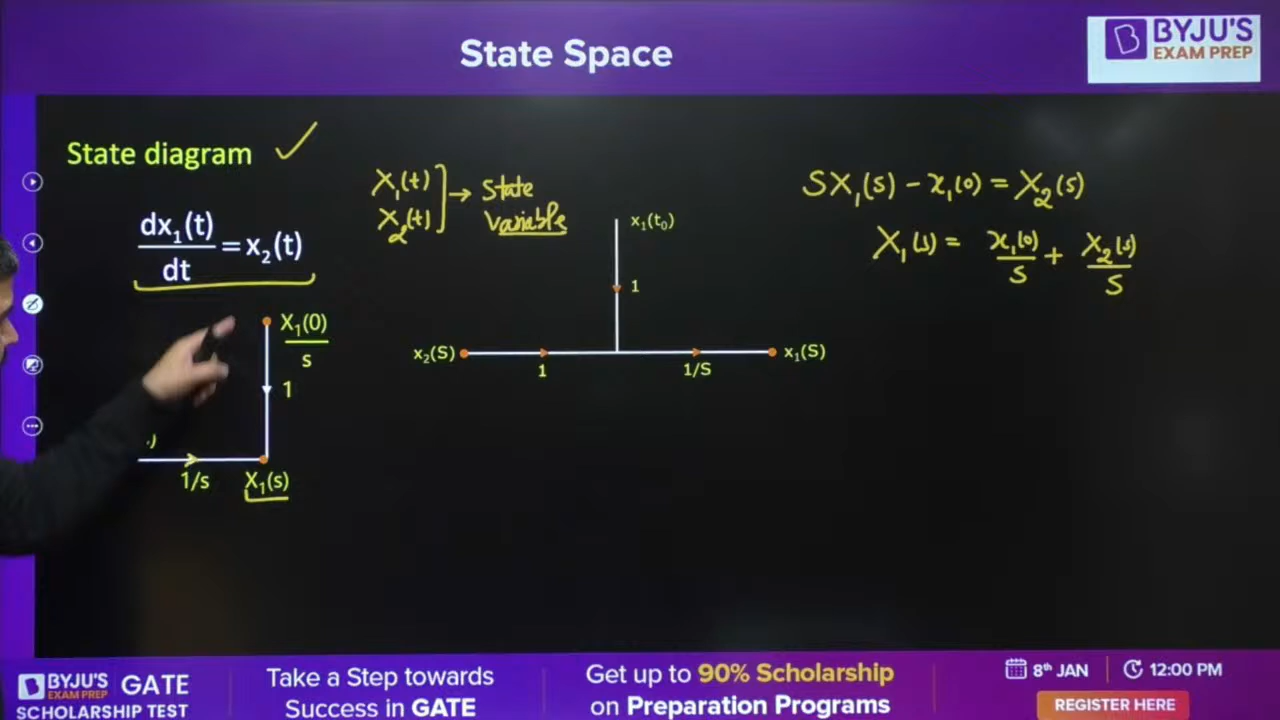 State Space
BYJU'S
EXAM PREP
State diagram
dx₁(t)
dt
= x₂(t)
X₁(t)
X₂(t)
→ State
Variable
SX₁(s) − x₁(0) = X₂(s)
X₁(s) = x₁(0)/S + X₂(s)/S
X₁(0)
s
1
)
1/s
X₁(s)
x₁(t₀)
1
x₂(S)
1
1/S
x₁(S)
BYJU'S
EXAM PREP
GATE
SCHOLARSHIP TEST
Take a Step towards
Success in GATE
Get up to 90% Scholarship
on Preparation Programs
8th JAN
12:00 PM
REGISTER HERE